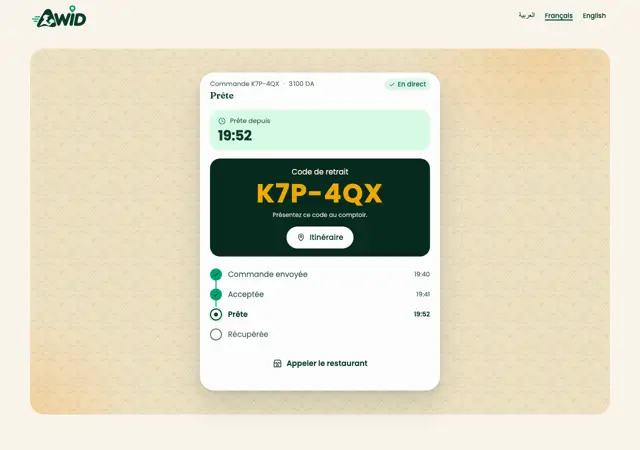 AWID
العربية
Français
English
Commande K7P-4QX · 3100 DA
En direct
Prête
Prête depuis
19:52
Code de retrait
K7P-4QX
Présentez ce code au comptoir.
Itinéraire
Commande envoyée 19:40
Acceptée 19:41
Prête 19:52
Récupérée
Appeler le restaurant